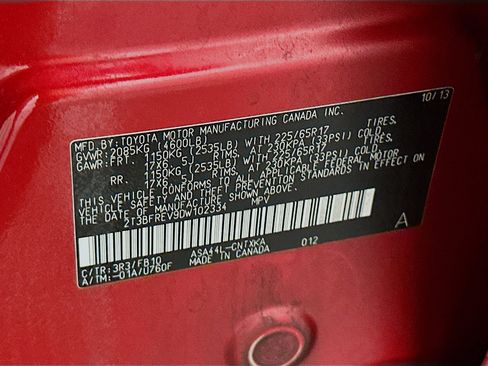 10/13
MFD.BY:TOYOTA MOTOR MANUFACTURING CANADA INC.
GVWR 2085KG (4600LB)
GAWR:FRT. 1150KG (2535LB) WITH 225/65R17 TIRES.
17X6.5J RIMS. AT 230KPA (33PSI) COLD.
RR. 1150KG (2535LB) WITH 225/65R17 TIRES.
17X6.5J RIMS. AT 230KPA (33PSI) COLD.
THIS VEHICLE CONFORMS TO ALL APPLICABLE FEDERAL MOTOR
VEHICLE SAFETY AND THEFT PREVENTION STANDARDS IN EFFECT ON
THE DATE OF MANUFACTURE SHOWN ABOVE.
2T3BFREV9DW102334 MPV
A
ASA44L-CNTXKA 012
C/TR:3R3/FB10 MADE IN CANADA
A/TM:-01A/U760F